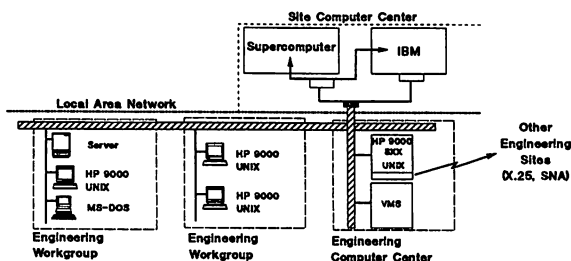 Site Computer Center
Supercomputer
IBM
Local Area Network
Server
HP 9000
UNIX
MS-DOS
Engineering
Workgroup
HP 9000
UNIX
HP 9000
UNIX
Engineering
Workgroup
HP 9000
8XX
UNIX
VMS
Engineering
Computer Center
Other
Engineering
Sites
(X.25, SNA)